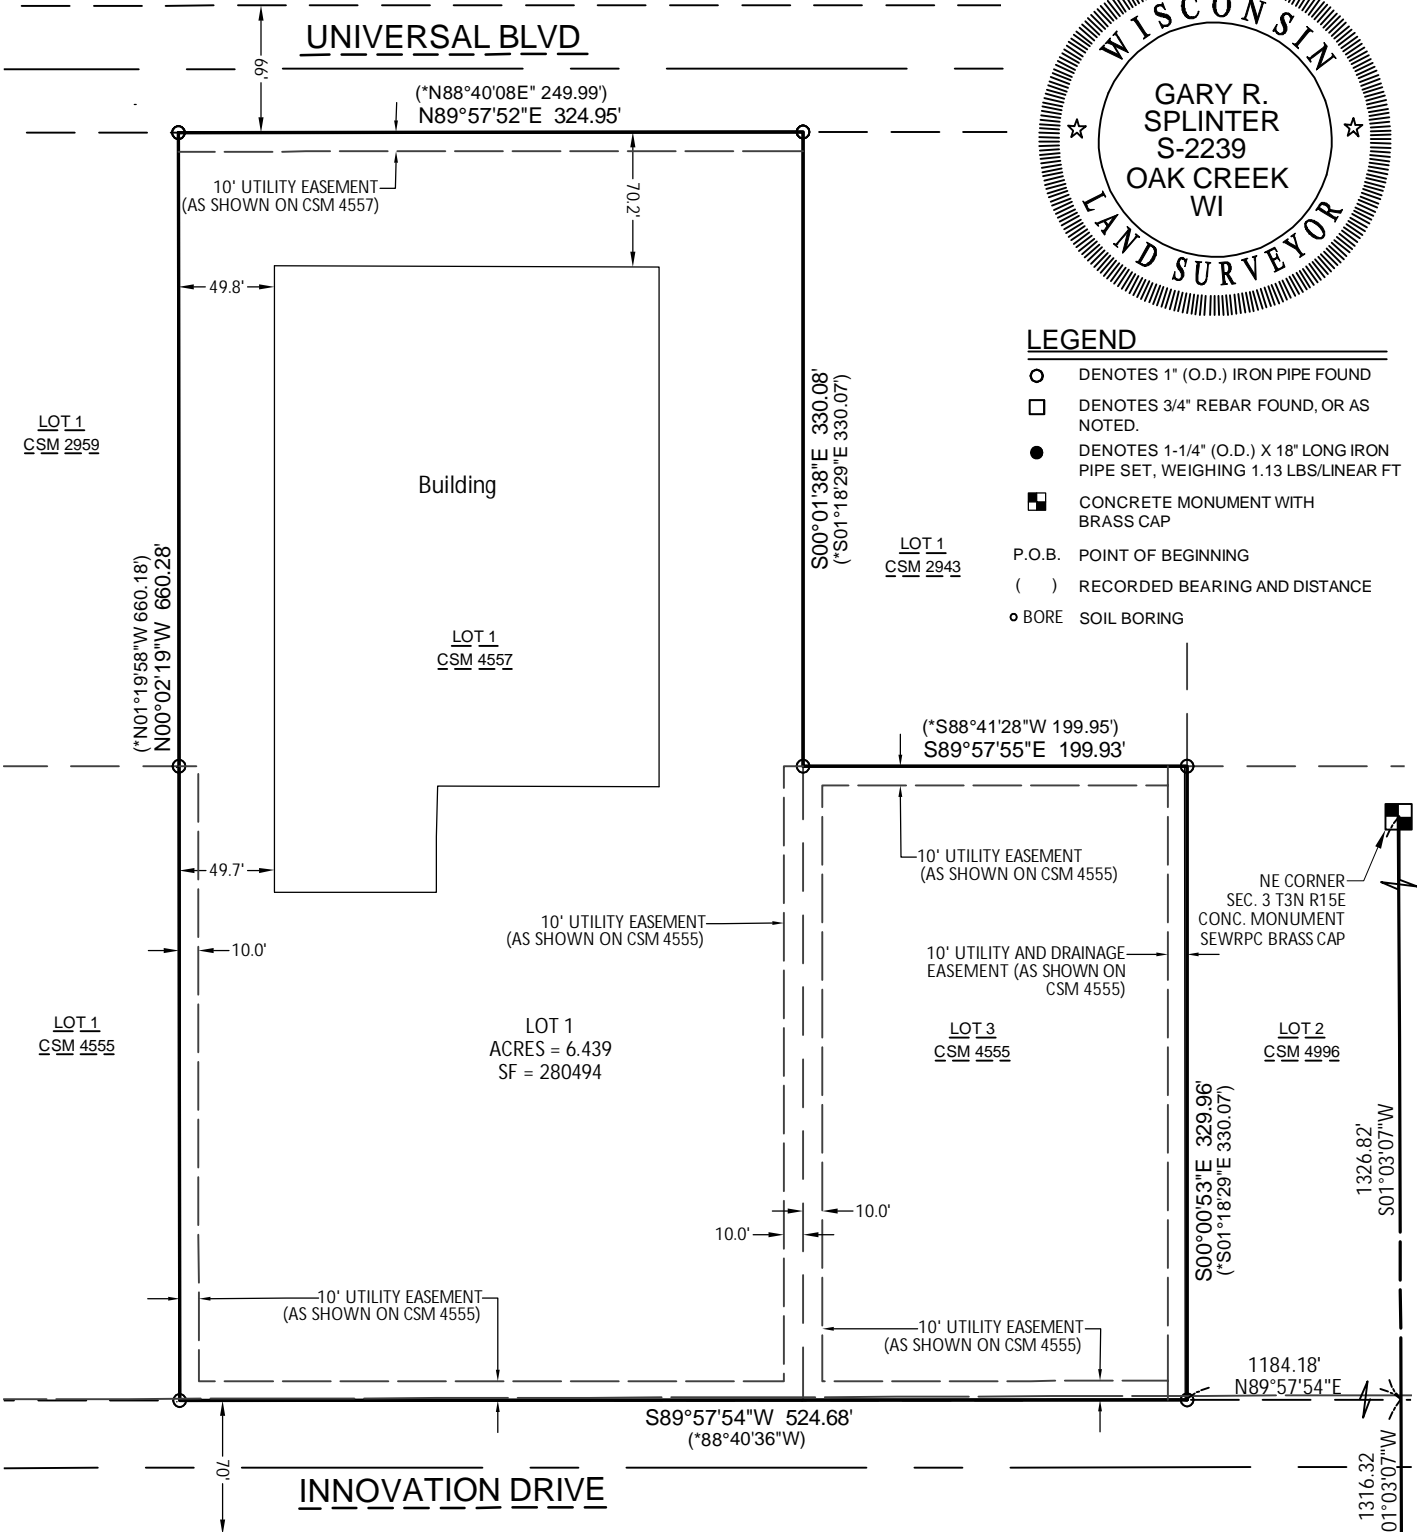 UNIVERSAL BLVD
66'
(*N88°40'08E" 249.99')
N89°57'52"E 324.95'
10' UTILITY EASEMENT
(AS SHOWN ON CSM 4557)
70.2'
49.8'
WISCONSIN
GARY R.
SPLINTER
S-2239
OAK CREEK
WI
LAND SURVEYOR
LEGEND
DENOTES 1" (O.D.) IRON PIPE FOUND
DENOTES 3/4" REBAR FOUND, OR AS
NOTED.
DENOTES 1-1/4" (O.D.) X 18" LONG IRON
PIPE SET, WEIGHING 1.13 LBS/LINEAR FT
CONCRETE MONUMENT WITH
BRASS CAP
P.O.B. POINT OF BEGINNING
( ) RECORDED BEARING AND DISTANCE
BORE SOIL BORING
LOT 1
CSM 2959
Building
S00°01'38"E 330.08'
(*S01°18'29"E 330.07')
LOT 1
CSM 2943
(*N01°19'58"W 660.18')
N00°02'19"W 660.28'
LOT 1
CSM 4557
(*S88°41'28"W 199.95')
S89°57'55"E 199.93'
49.7'
10' UTILITY EASEMENT
(AS SHOWN ON CSM 4555)
NE CORNER
SEC. 3 T3N R15E
CONC. MONUMENT
SEWRPC BRASS CAP
10' UTILITY EASEMENT
(AS SHOWN ON CSM 4555)
10.0'
10' UTILITY AND DRAINAGE
EASEMENT (AS SHOWN ON
CSM 4555)
LOT 1
CSM 4555
LOT 1
ACRES = 6.439
SF = 280494
LOT 3
CSM 4555
LOT 2
CSM 4996
S00°00'53"E 329.96'
(*S01°18'29"E 330.07')
1326.82'
S01°03'07"W
10.0'
10.0'
10' UTILITY EASEMENT
(AS SHOWN ON CSM 4555)
10' UTILITY EASEMENT
(AS SHOWN ON CSM 4555)
1184.18'
N89°57'54"E
S89°57'54"W 524.68'
(*88°40'36"W)
70'
INNOVATION DRIVE
1316.32
01°03'07"W